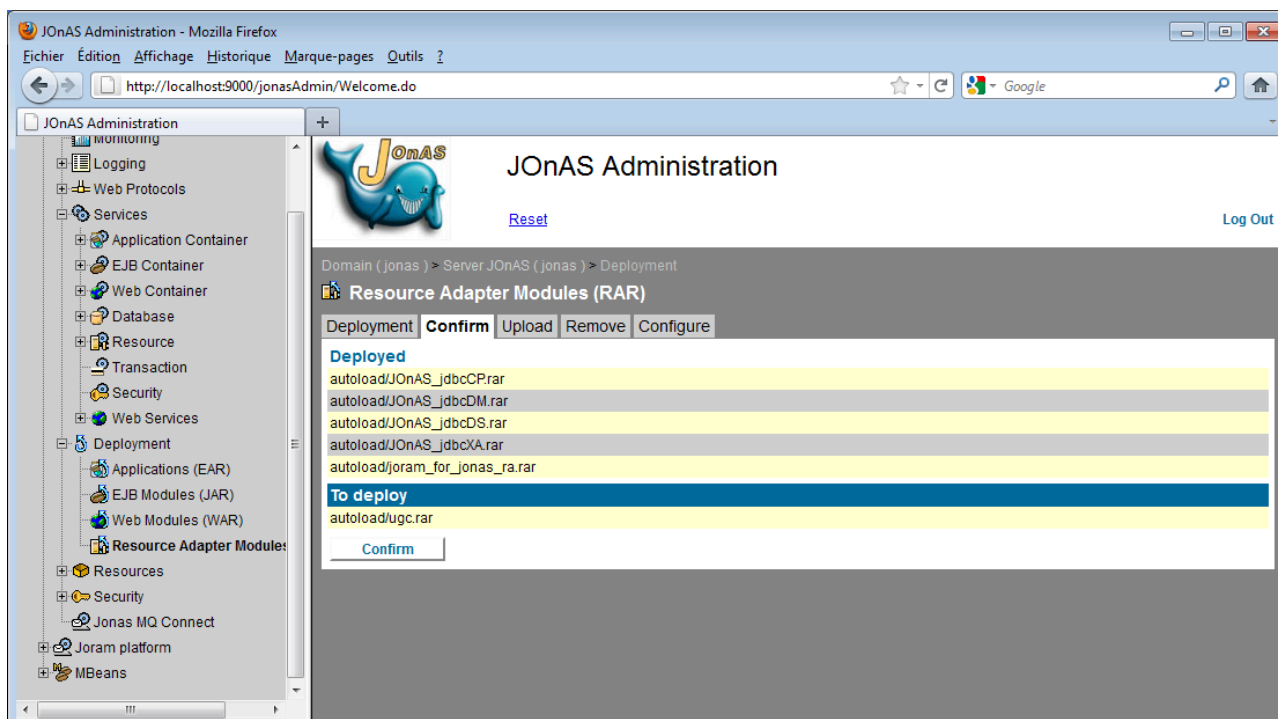 JOnAS Administration - Mozilla Firefox
Fichier Édition Affichage Historique Marque-pages Outils ?
http://localhost:9000/jonasAdmin/Welcome.do
Google
JOnAS Administration
+
Monitoring
Logging
Web Protocols
Services
Application Container
EJB Container
Web Container
Database
Resource
Transaction
Security
Web Services
Deployment
Applications (EAR)
EJB Modules (JAR)
Web Modules (WAR)
Resource Adapter Modules
Resources
Security
Jonas MQ Connect
Joram platform
MBeans
JOnAS
JOnAS Administration
Reset
Log Out
Domain ( jonas ) > Server JOnAS ( jonas ) > Deployment
Resource Adapter Modules (RAR)
Deployment Confirm Upload Remove Configure
Deployed
autoload/JOnAS_jdbcCP.rar
autoload/JOnAS_jdbcDM.rar
autoload/JOnAS_jdbcDS.rar
autoload/JOnAS_jdbcXA.rar
autoload/joram_for_jonas_ra.rar
To deploy
autoload/ugc.rar
Confirm